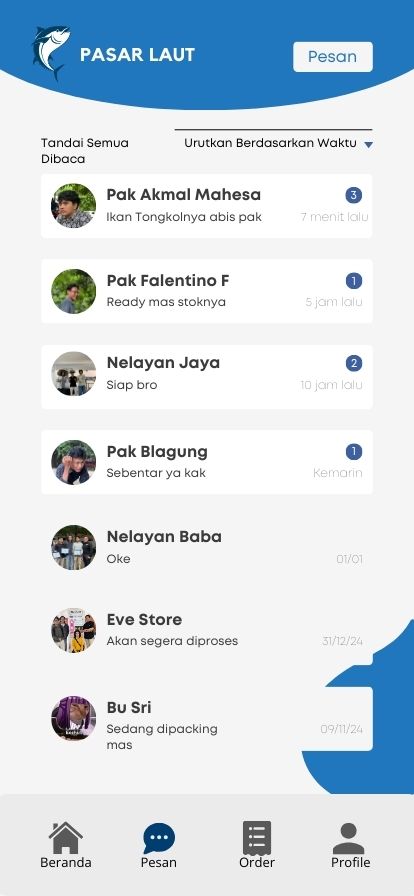 PASAR LAUT
Pesan
Tandai Semua
Dibaca
Urutkan Berdasarkan Waktu
Pak Akmal Mahesa
3
Ikan Tongkolnya abis pak
7 menit lalu
Pak Falentino F
1
Ready mas stoknya
5 jam lalu
Nelayan Jaya
2
Siap bro
10 jam lalu
Pak Blagung
1
Sebentar ya kak
Kemarin
Nelayan Baba
Oke
01/01
Eve Store
Akan segera diproses
31/12/24
Bu Sri
Sedang dipacking
mas
09/11/24
Beranda
Pesan
Order
Profile